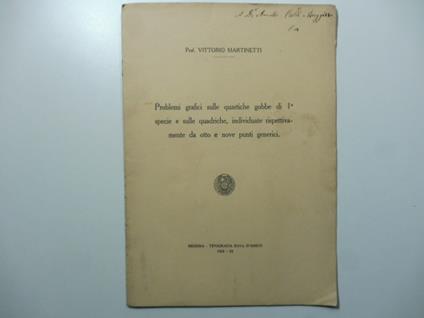 Prof. VITTORIO MARTINETTI
Problemi grafici sulle quartiche gobbe di 1ª
specie e sulle quadriche, individuate rispettiva-
mente da otto e nove punti generici.
MESSINA - TIPOGRAFIA